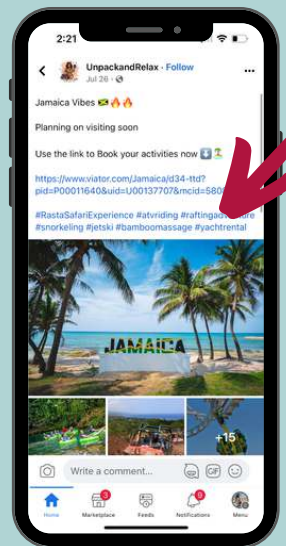 2:21
UnpackandRelax · Follow
Jul 26 ·
Jamaica Vibes 🇯🇲🔥🔥
Planning on visiting soon
Use the link to Book your activities now ⬇️🏝️
https://www.viator.com/Jamaica/d34-ttd?
pid=P00011640&uid=U00137707&mcid=580
#RastaSafariExperience #atvriding
#snorkeling #jetski #bamboomassage #yachtrental
JAMAICA
+15
Write a comment...
GIF
3
9
Home
Marketplace
Feeds
Notifications
Menu